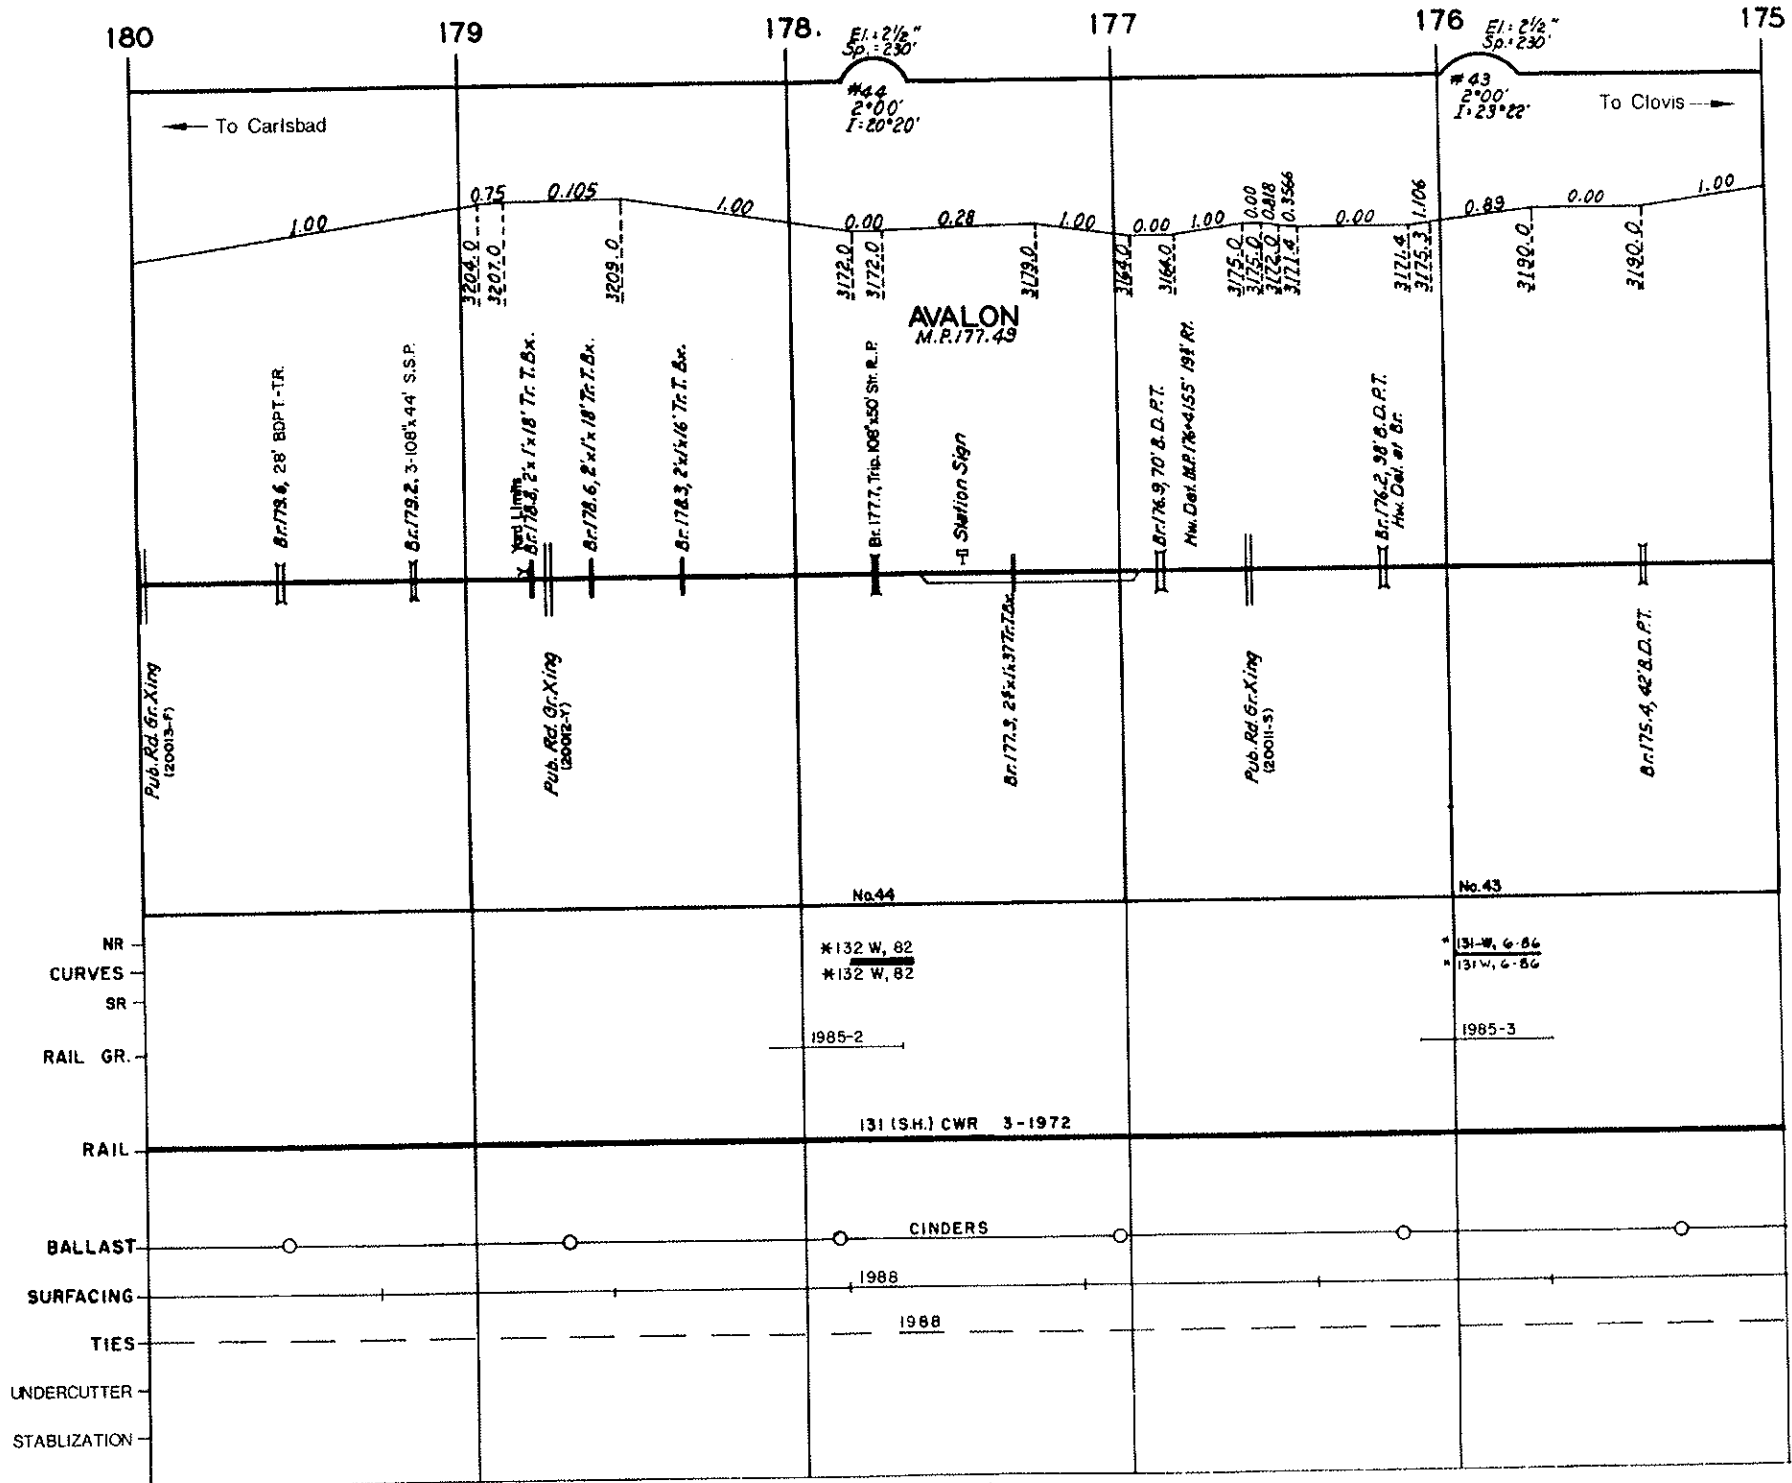 180
179
178.
177
176
175
El.: 2½"
Sp.: 230'
El.: 2½"
Sp.: 230'
#44
2°00'
I: 20°20'
#43
2°00'
I: 23°22'
To Carlsbad
To Clovis
1.00
0.75
0.105
1.00
0.00
0.28
1.00
0.00
1.00
0.00
0.818
0.3566
0.00
1.106
0.89
0.00
1.00
3204.0
3207.0
3209.0
3172.0
3172.0
3179.0
3164.0
3164.0
3175.0
3175.0
3172.0
3171.4
3171.4
3175.3
3190.0
3190.0
AVALON
M.P.177.49
Br.179.6, 28' BDPT.-TR.
Br.179.2, 3-108"x44' S.S.P.
Yard Limits
Br.178.8, 2'x1'x18' Tr. T.Bx.
Br.178.6, 2'x1'x18' Tr.T.Bx.
Br.178.3, 2'x1'x16' Tr.T. Bx.
Br.177.7, Trip.108"x50' Str. R.P.
Station Sign
Br.176.9, 70' B.D.P.T.
Br.176.2, 98' B.D.P.T.
Hw. Det. at Br.
Pub.Rd.Gr.Xing
(20013-F)
Pub.Rd.Gr.Xing
(20012-Y)
Pub.Rd.Gr.Xing
(20011-S)
Br.175.4, 42' B.D.P.T.
No.44
No.43
NR
CURVES
SR
*132 W, 82
*132 W, 82
131-W, 6-86
131W, 6-86
RAIL GR.
1985-2
1985-3
RAIL
131 (S.H.) CWR 3-1972
BALLAST
CINDERS
SURFACING
1988
TIES
1988
UNDERCUTTER
STABLIZATION